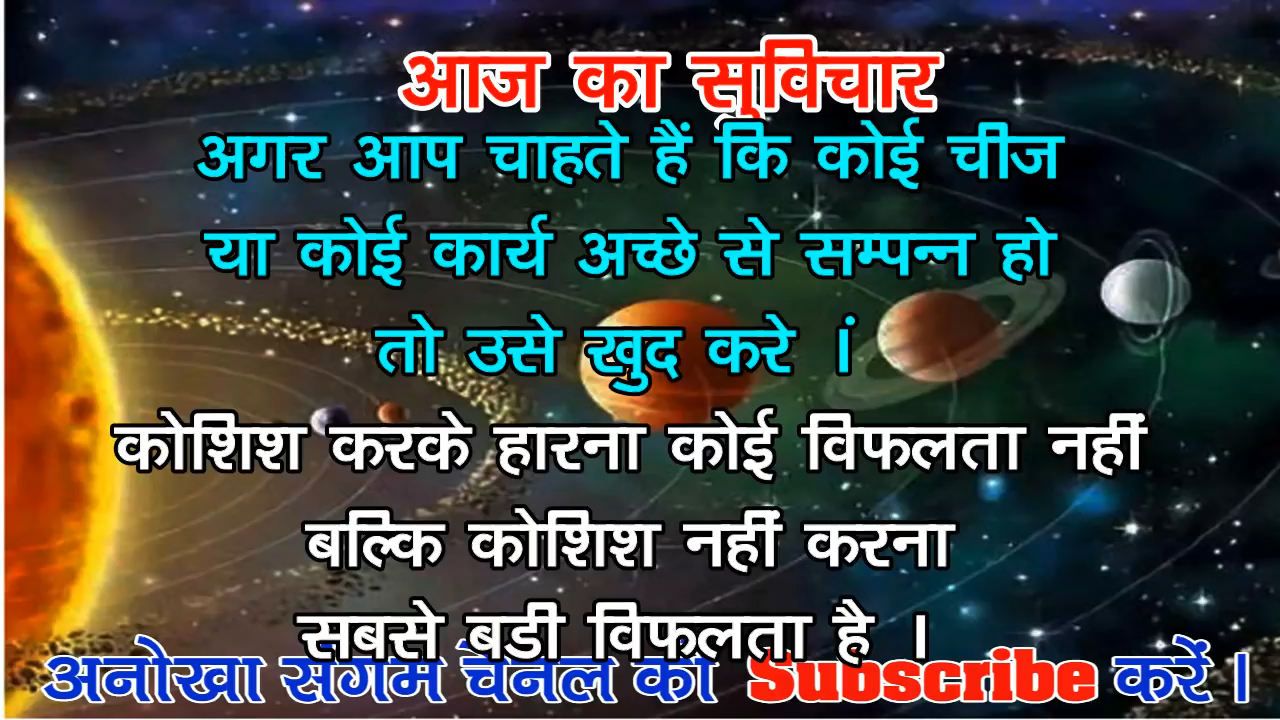 आज का सूविचार
अगर आप चाहते हैं कि कोई चीज
या कोई कार्य अच्छे से सम्पन्न हो
तो उसे खुद करे ।ं
कोशिश करके हारना कोई विफलता नहीं
बल्कि कोशिश नहीं करना
सबसे बडी विफलता है ।
अनोखा संगम चैनल को Subscribe करें ।